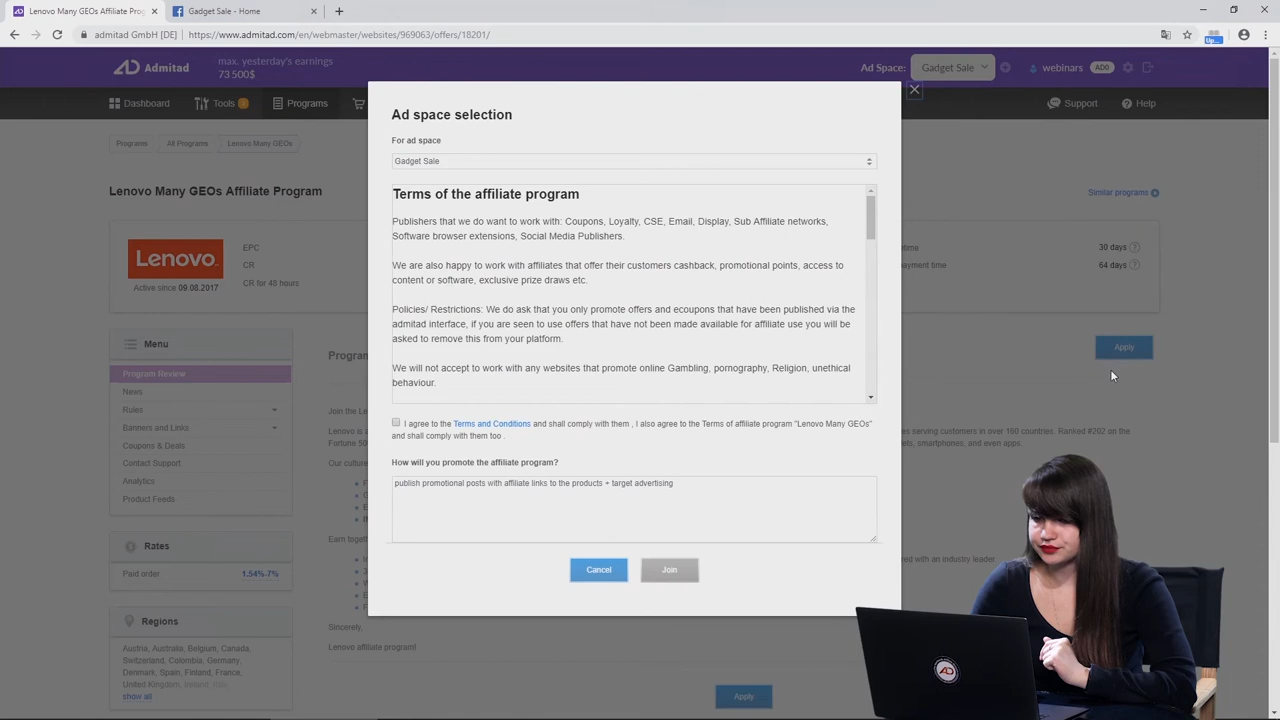 Lenovo Many GEOs Affiliate Pro
Gadget Sale - Home
admitad GmbH [DE]
https://www.admitad.com/en/webmaster/websites/969063/offers/18201/
Up...
Admitad
max. yesterday's earnings
73 500$
Ad Space:
Gadget Sale
webinars
AD0
Dashboard
Tools
Programs
Support
Help
Programs
All Programs
Lenovo Many GEOs
Lenovo Many GEOs Affiliate Program
Similar programs
Lenovo
Active since 09.08.2017
EPC
CR
CR for 48 hours
30 days
64 days
Menu
Program Review
News
Rules
Banners and Links
Coupons & Deals
Contact Support
Analytics
Product Feeds
Rates
Paid order
1.54%-7%
Regions
Austria, Australia, Belgium, Canada,
Switzerland, Colombia, Germany,
Denmark, Spain, Finland, France,
United Kingdom, Ireland, Italy,
show all
Apply
Join the Le
Our culture
Earn togeth
Sincerely,
Lenovo affiliate program!
Apply
Ad space selection
For ad space
Gadget Sale
Terms of the affiliate program
Publishers that we do want to work with: Coupons, Loyalty, CSE, Email, Display, Sub Affiliate networks,
Software browser extensions, Social Media Publishers.
We are also happy to work with affiliates that offer their customers cashback, promotional points, access to
content or software, exclusive prize draws etc.
Policies/ Restrictions: We do ask that you only promote offers and ecoupons that have been published via the
admitad interface, if you are seen to use offers that have not been made available for affiliate use you will be
asked to remove this from your platform.
We will not accept to work with any websites that promote online Gambling, pornography, Religion, unethical
behaviour.
I agree to the Terms and Conditions and shall comply with them , I also agree to the Terms of affiliate program "Lenovo Many GEOs"
and shall comply with them too .
How will you promote the affiliate program?
publish promotional posts with affiliate links to the products + target advertising
Cancel
Join